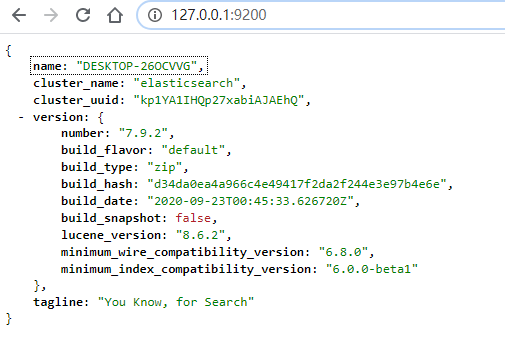 127.0.0.1:9200
{
name: "DESKTOP-26OCVVG",
cluster_name: "elasticsearch",
cluster_uuid: "kp1YA1IHQp27xabiAJAEhQ",
- version: {
number: "7.9.2",
build_flavor: "default",
build_type: "zip",
build_hash: "d34da0ea4a966c4e49417f2da2f244e3e97b4e6e",
build_date: "2020-09-23T00:45:33.626720Z",
build_snapshot: false,
lucene_version: "8.6.2",
minimum_wire_compatibility_version: "6.8.0",
minimum_index_compatibility_version: "6.0.0-beta1"
},
tagline: "You Know, for Search"
}